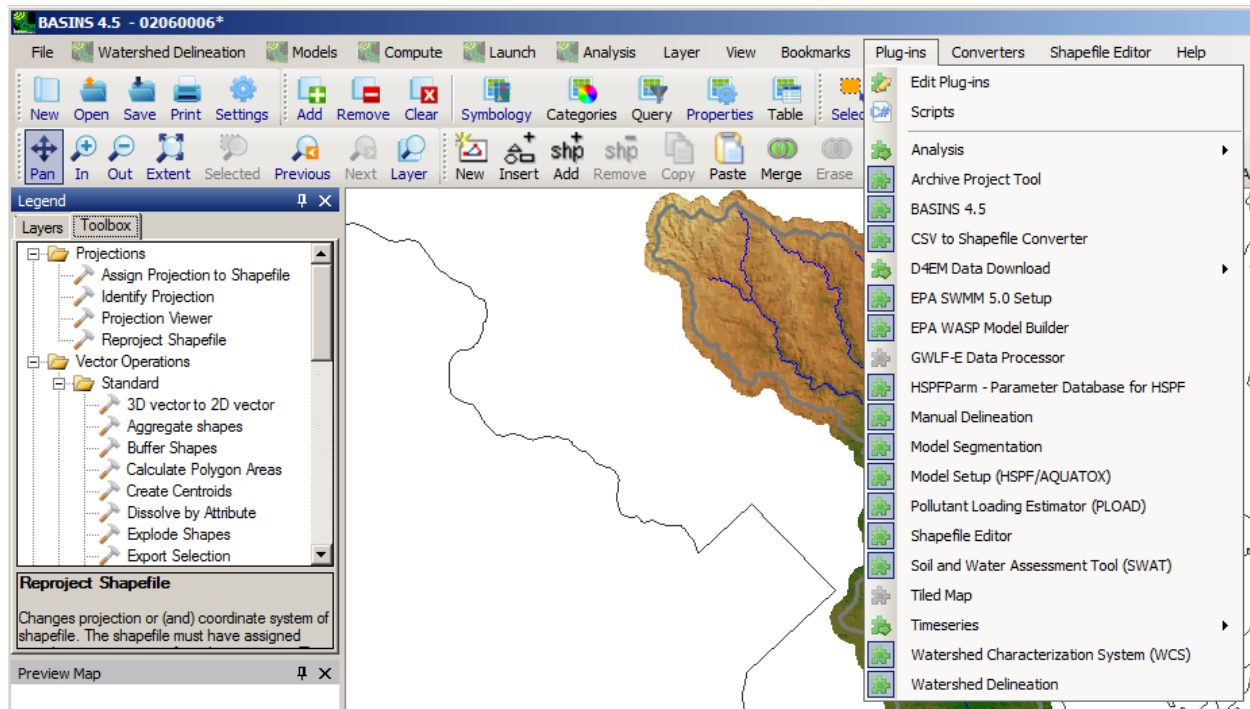 BASINS 4.5 - 02060006*
File Watershed Delineation Models Compute Launch Analysis Layer View Bookmarks Plug-ins Converters Shapefile Editor Help
New Open Save Print Settings Add Remove Clear Symbology Categories Query Properties Table
Pan In Out Extent Selected Previous Next Layer New Insert Add Remove Copy Paste Merge Erase
shp shp
Legend
Layers Toolbox
Projections
Assign Projection to Shapefile
Identify Projection
Projection Viewer
Reproject Shapefile
Vector Operations
Standard
3D vector to 2D vector
Aggregate shapes
Buffer Shapes
Calculate Polygon Areas
Create Centroids
Dissolve by Attribute
Explode Shapes
Export Selection
Reproject Shapefile
Changes projection or (and) coordinate system of
shapefile. The shapefile must have assigned
Preview Map
Edit Plug-ins
C# Scripts
Analysis
Archive Project Tool
BASINS 4.5
CSV to Shapefile Converter
D4EM Data Download
EPA SWMM 5.0 Setup
EPA WASP Model Builder
GWLF-E Data Processor
HSPFParm - Parameter Database for HSPF
Manual Delineation
Model Segmentation
Model Setup (HSPF/AQUATOX)
Pollutant Loading Estimator (PLOAD)
Shapefile Editor
Soil and Water Assessment Tool (SWAT)
Tiled Map
Timeseries
Watershed Characterization System (WCS)
Watershed Delineation